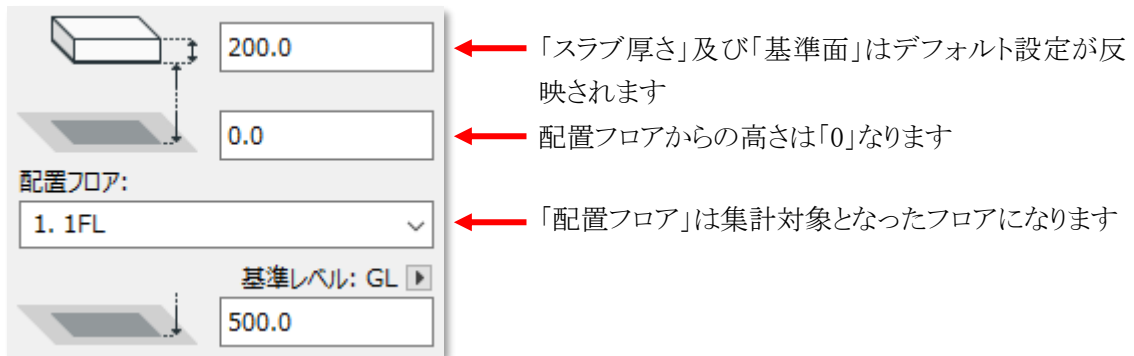 200.0
「スラブ厚さ」及び「基準面」はデフォルト設定が反
映されます
0.0
配置フロアからの高さは「0」なります
配置フロア:
1. 1FL
「配置フロア」は集計対象となったフロアになります
基準レベル: GL
500.0